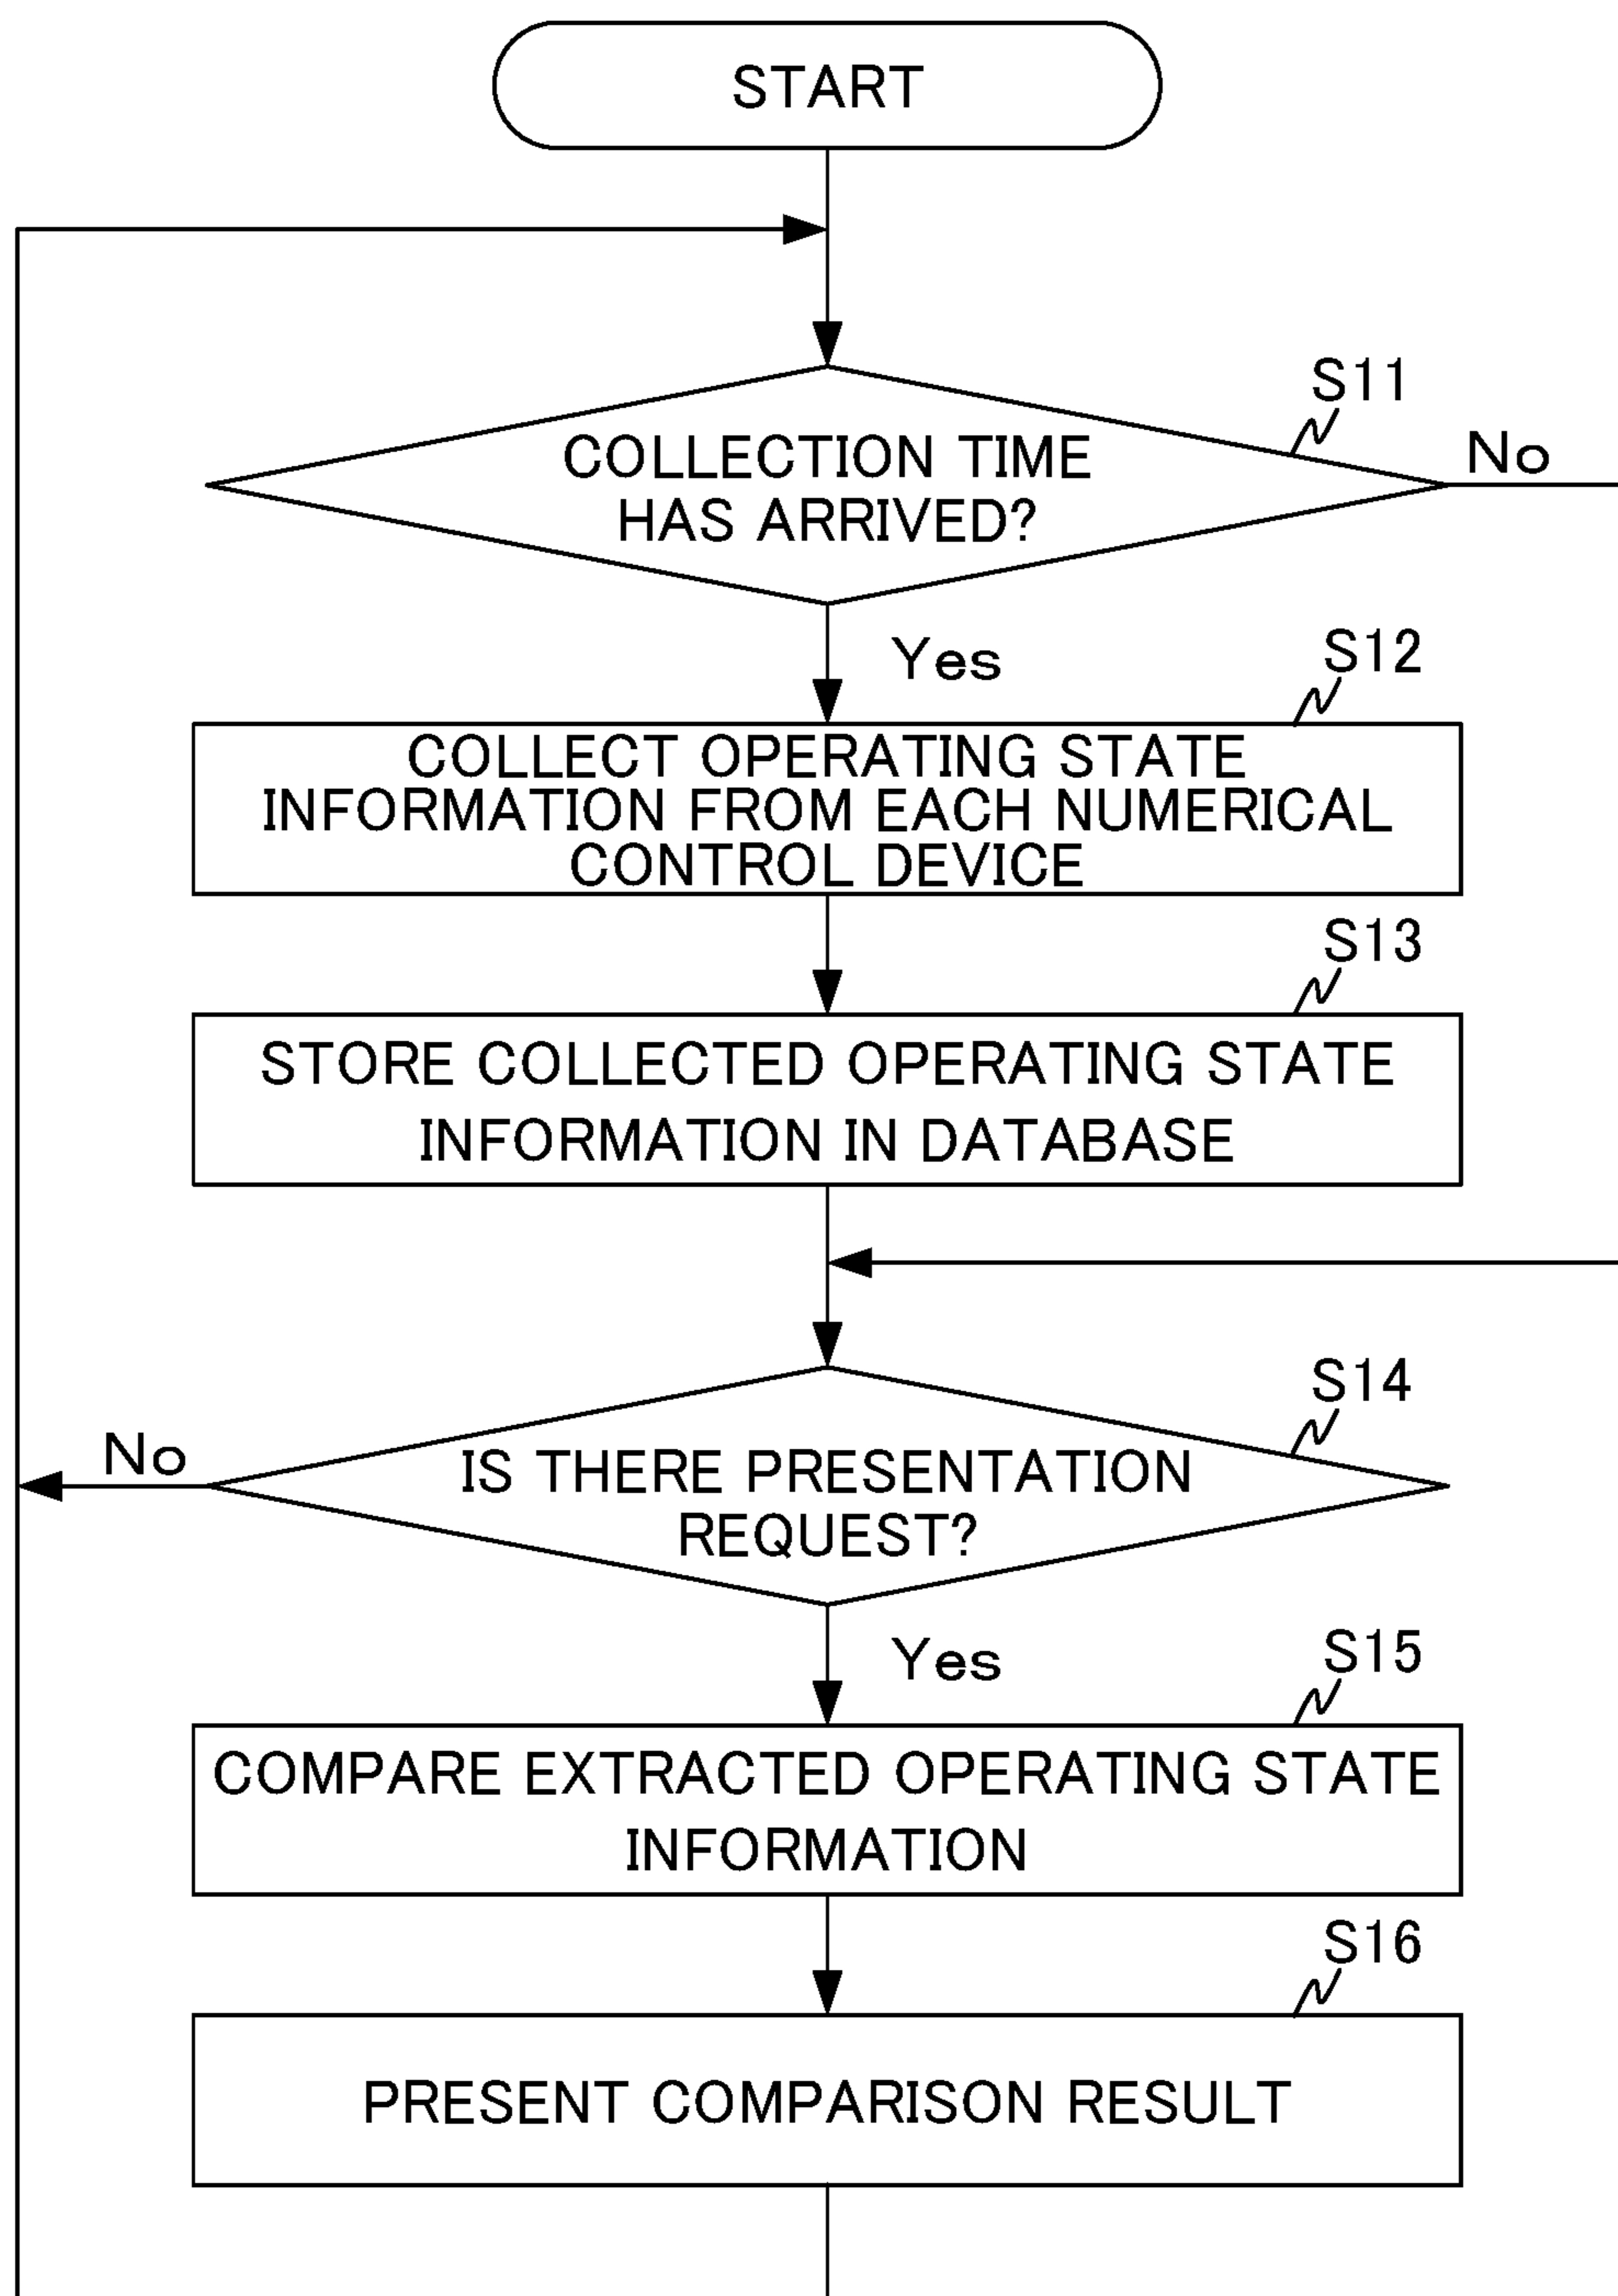 START
S11
COLLECTION TIME
HAS ARRIVED?
No
Yes
S12
COLLECT OPERATING STATE
INFORMATION FROM EACH NUMERICAL
CONTROL DEVICE
S13
STORE COLLECTED OPERATING STATE
INFORMATION IN DATABASE
S14
No
IS THERE PRESENTATION
REQUEST?
Yes
S15
COMPARE EXTRACTED OPERATING STATE
INFORMATION
S16
PRESENT COMPARISON RESULT